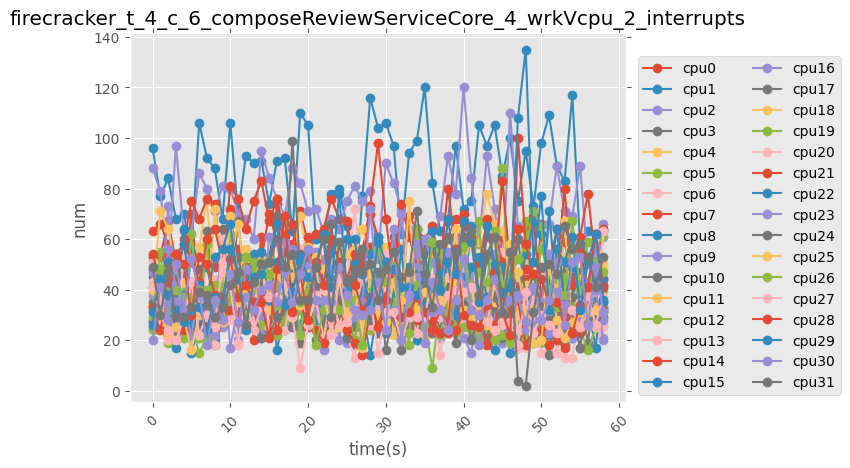 firecracker_t_4_c_6_composeReviewServiceCore_4_wrkVcpu_2_interrupts
140
120
100
80
60
40
20
0
num
0
10
20
30
40
50
60
time(s)
cpu0
cpu1
cpu2
cpu3
cpu4
cpu5
cpu6
cpu7
cpu8
cpu9
cpu10
cpu11
cpu12
cpu13
cpu14
cpu15
cpu16
cpu17
cpu18
cpu19
cpu20
cpu21
cpu22
cpu23
cpu24
cpu25
cpu26
cpu27
cpu28
cpu29
cpu30
cpu31